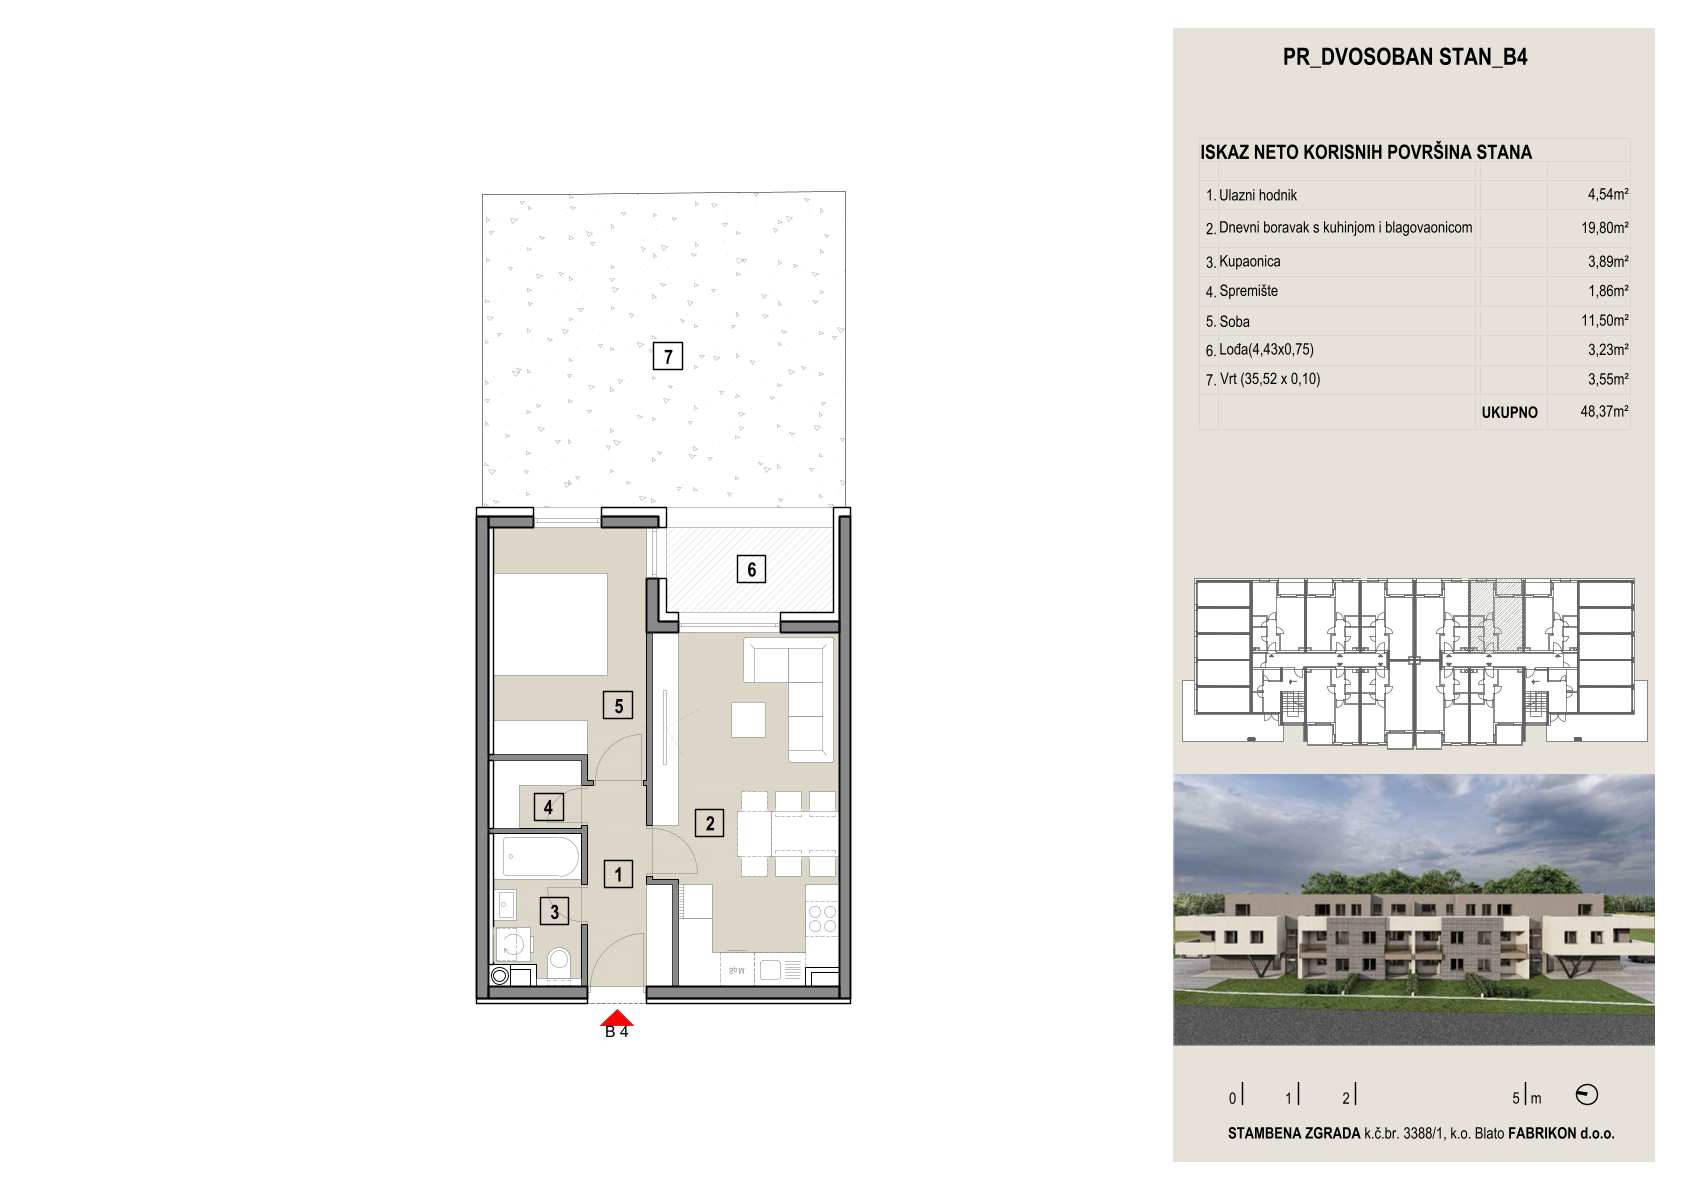 PR_DVOSOBAN STAN_B4
ISKAZ NETO KORISNIH POVRŠINA STANA
1. Ulazni hodnik 4,54m²
2. Dnevni boravak s kuhinjom i blagovaonicom 19,80m²
3. Kupaonica 3,89m²
4. Spremište 1,86m²
5. Soba 11,50m²
6. Lođa(4,43x0,75) 3,23m²
7. Vrt (35,52 x 0,10) 3,55m²
UKUPNO 48,37m²
7
6
5
4
2
1
3
Sp.M.
B 4
0 1 2 5 m
STAMBENA ZGRADA k.č.br. 3388/1, k.o. Blato FABRIKON d.o.o.